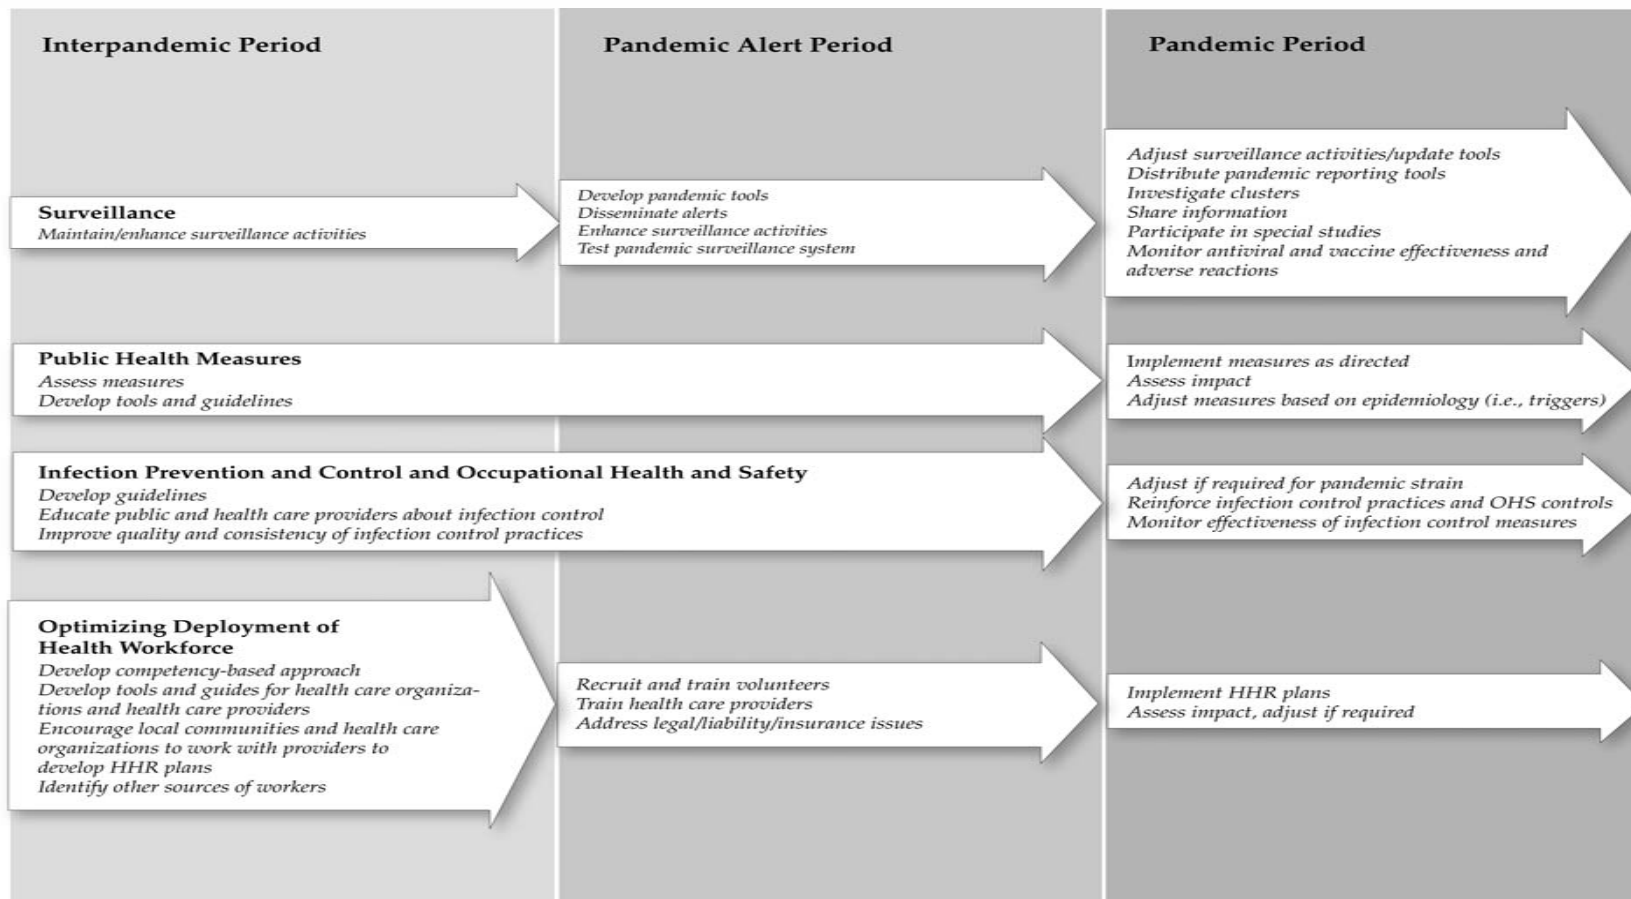 Interpandemic Period
Pandemic Alert Period
Pandemic Period
Surveillance
Maintain/enhance surveillance activities
Develop pandemic tools
Disseminate alerts
Enhance surveillance activities
Test pandemic surveillance system
Adjust surveillance activities/update tools
Distribute pandemic reporting tools
Investigate clusters
Share information
Participate in special studies
Monitor antiviral and vaccine effectiveness and
adverse reactions
Public Health Measures
Assess measures
Develop tools and guidelines
Implement measures as directed
Assess impact
Adjust measures based on epidemiology (i.e., triggers)
Infection Prevention and Control and Occupational Health and Safety
Develop guidelines
Educate public and health care providers about infection control
Improve quality and consistency of infection control practices
Adjust if required for pandemic strain
Reinforce infection control practices and OHS controls
Monitor effectiveness of infection control measures
Optimizing Deployment of
Health Workforce
Develop competency-based approach
Develop tools and guides for health care organiza-
tions and health care providers
Encourage local communities and health care
organizations to work with providers to
develop HHR plans
Identify other sources of workers
Recruit and train volunteers
Train health care providers
Address legal/liability/insurance issues
Implement HHR plans
Assess impact, adjust if required